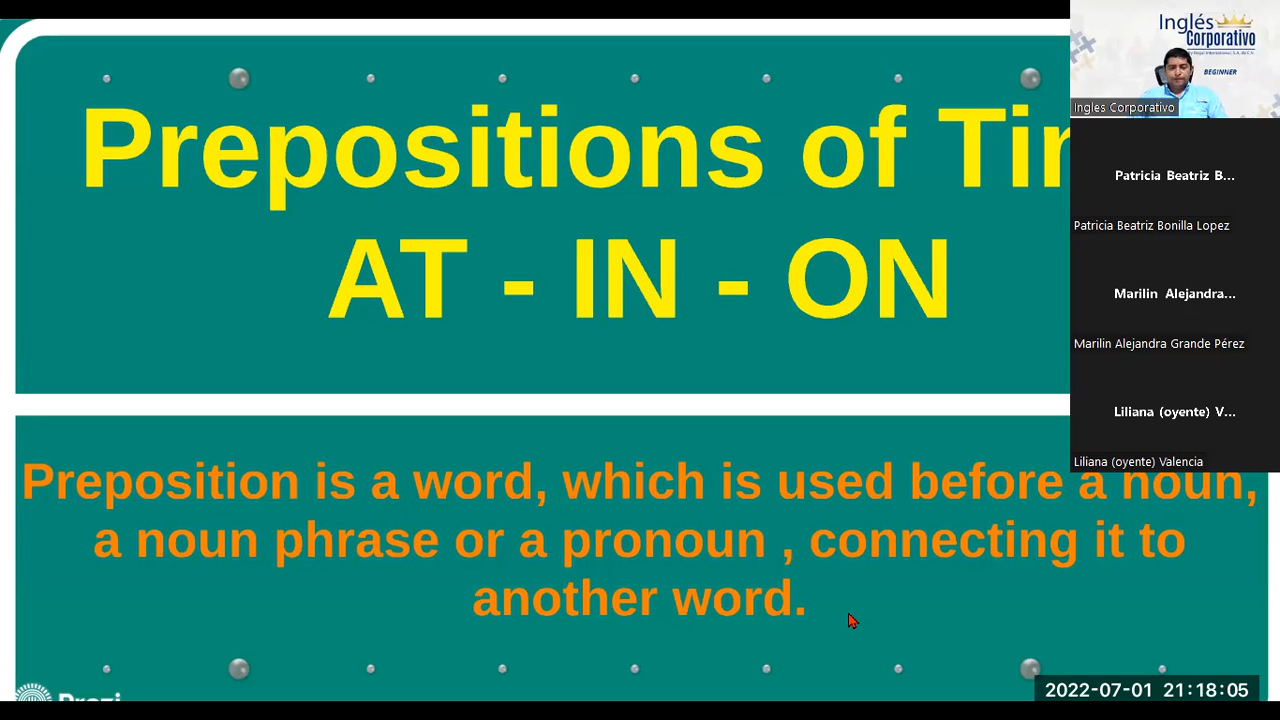 Prepositions of
AT - IN - ON
Preposition is a word, which is used before a noun,
a noun phrase or a pronoun , connecting it to
another word.
Prezi
Inglés
Corporativo
BEGINNER
Ingles Corporativo
Patricia Beatriz B...
Patricia Beatriz Bonilla Lopez
Marilin Alejandra...
Marilin Alejandra Grande Pérez
Liliana (oyente) V...
Liliana (oyente) Valencia
2022-07-01 21:18:05